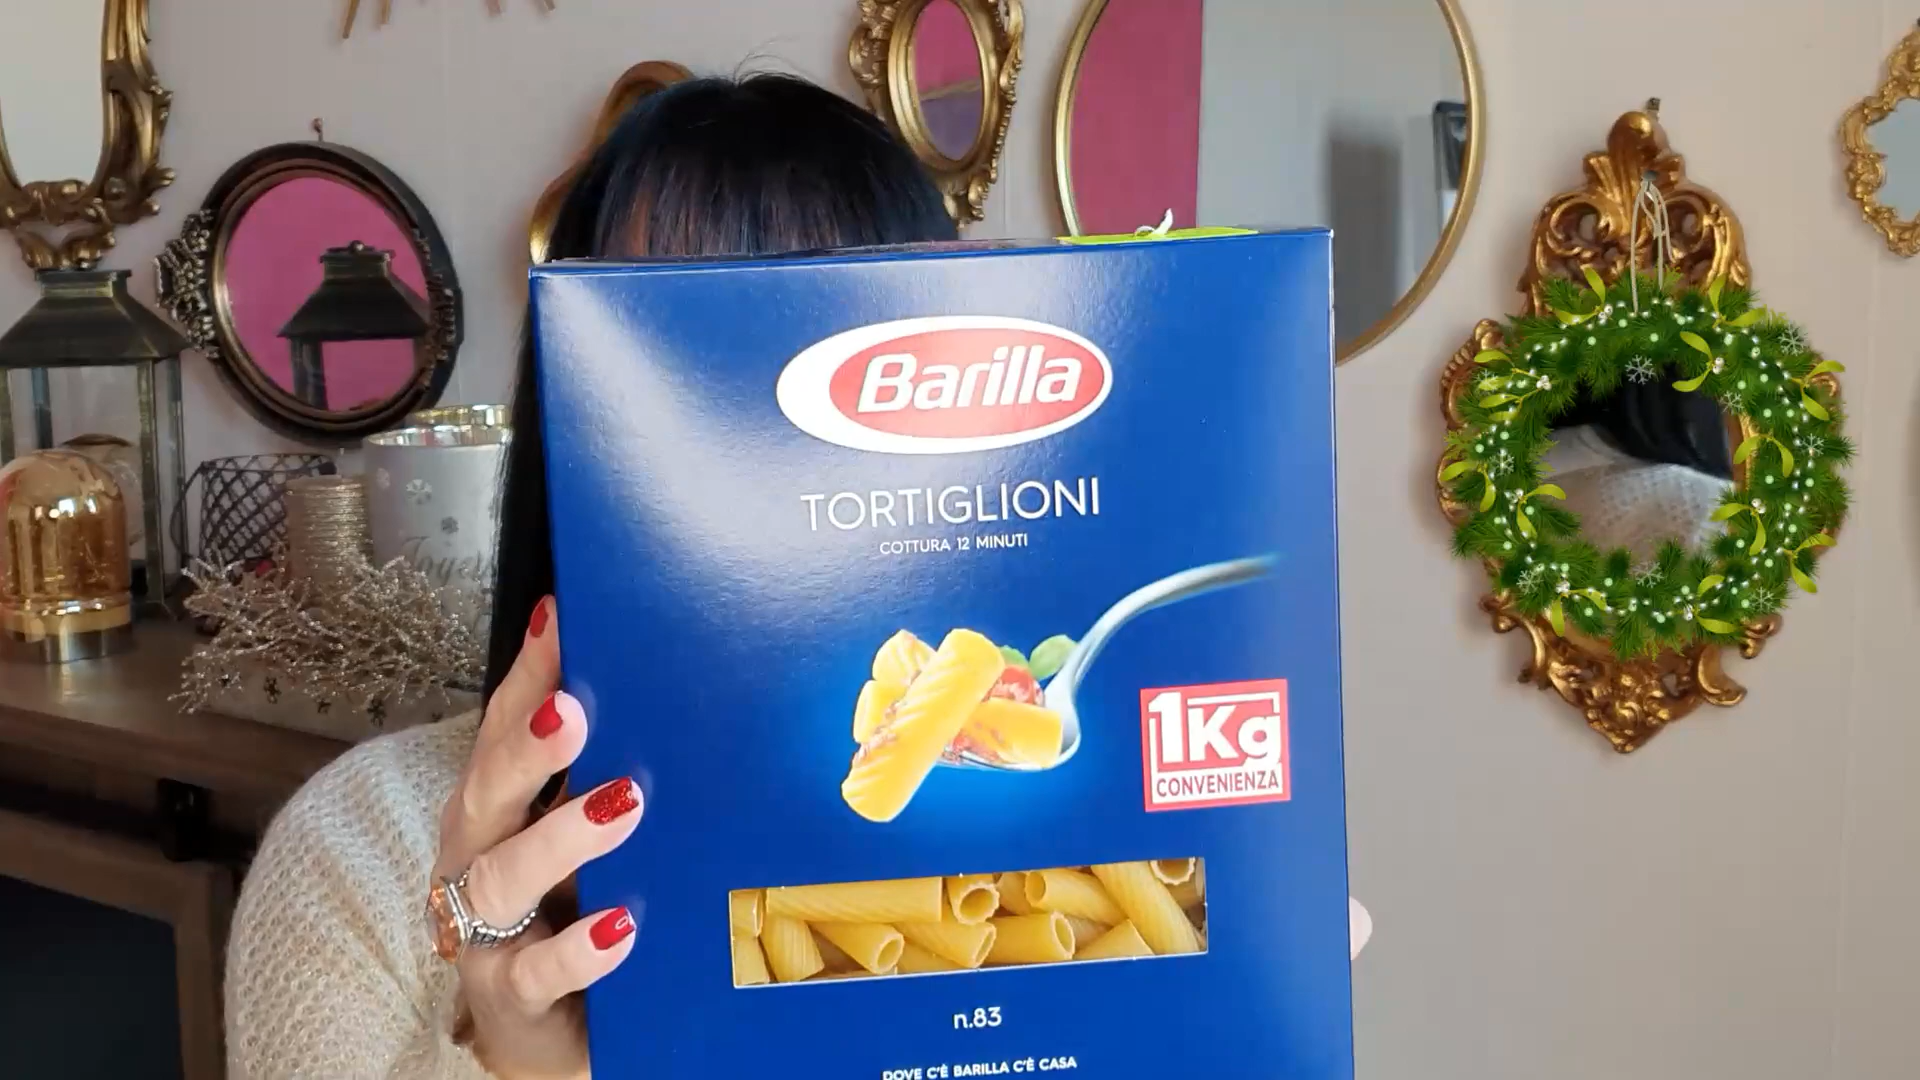 Barilla
TORTIGLIONI
COTTURA 12 MINUTI
1Kg
CONVENIENZA
n.83
DOVE C'È BARILLA C'È CASA